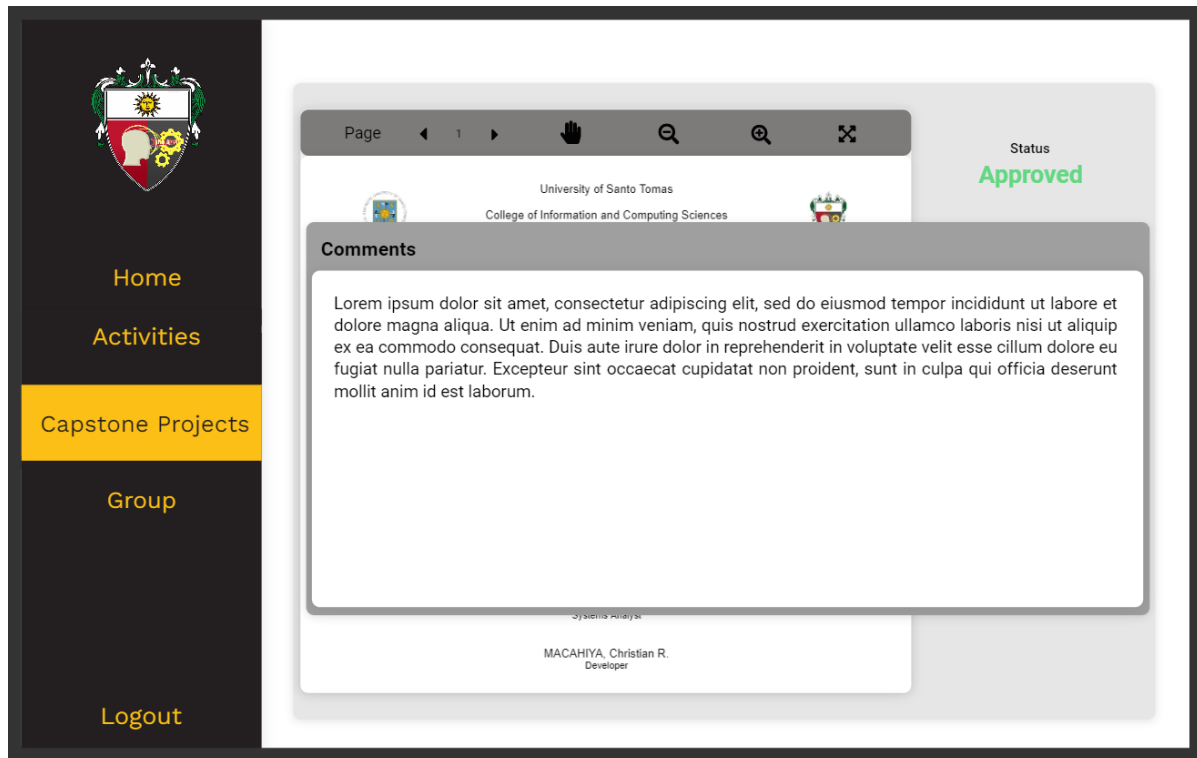 Home
Activities
Capstone Projects
Group
Logout
Page 1
Status
Approved
University of Santo Tomas
College of Information and Computing Sciences
Comments
Lorem ipsum dolor sit amet, consectetur adipiscing elit, sed do eiusmod tempor incididunt ut labore et
dolore magna aliqua. Ut enim ad minim veniam, quis nostrud exercitation ullamco laboris nisi ut aliquip
ex ea commodo consequat. Duis aute irure dolor in reprehenderit in voluptate velit esse cillum dolore eu
fugiat nulla pariatur. Excepteur sint occaecat cupidatat non proident, sunt in culpa qui officia deserunt
mollit anim id est laborum.
Systems Analyst
MACAHIYA, Christian R.
Developer